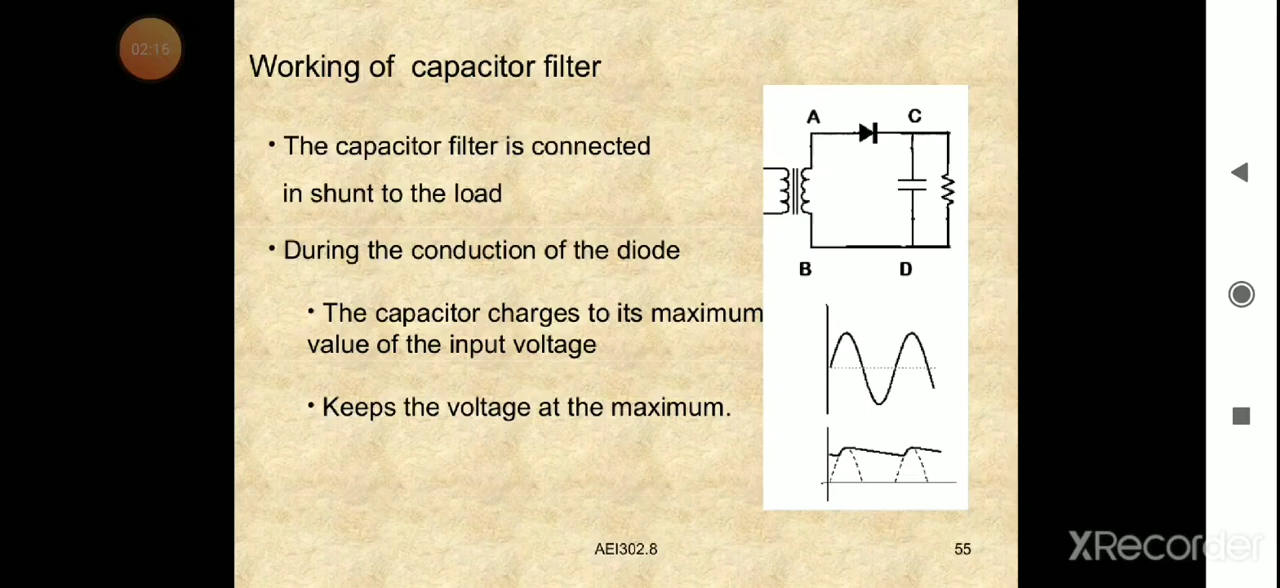 02:16
Working of capacitor filter
• The capacitor filter is connected
in shunt to the load
• During the conduction of the diode
• The capacitor charges to its maximum
value of the input voltage
• Keeps the voltage at the maximum.
A
C
B
D
AEI302.8
55
XRecorder